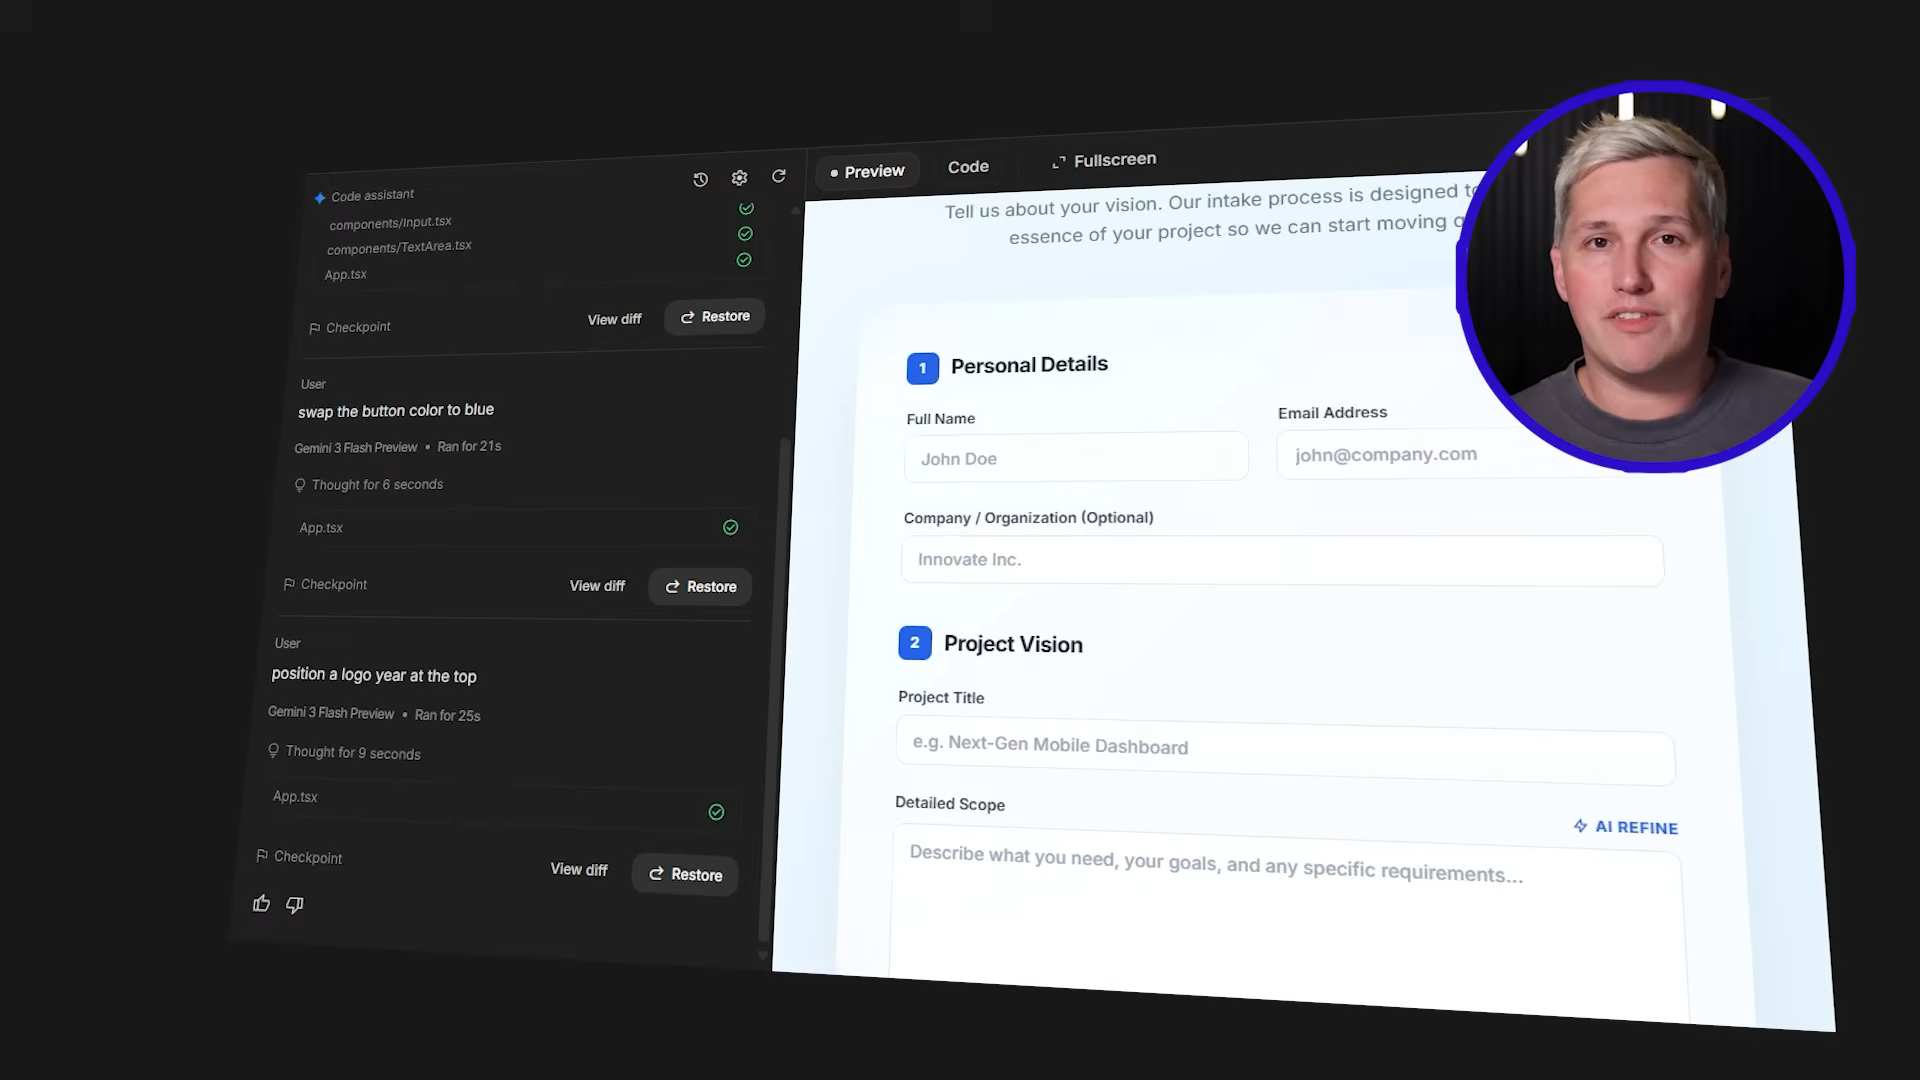 Code assistant
components/Input.tsx
components/TextArea.tsx
App.tsx
Checkpoint
View diff
Restore
User
swap the button color to blue
Gemini 3 Flash Preview • Ran for 21s
Thought for 6 seconds
App.tsx
Checkpoint
View diff
Restore
User
position a logo year at the top
Gemini 3 Flash Preview • Ran for 25s
Thought for 9 seconds
App.tsx
Checkpoint
View diff
Restore
Preview
Code
Fullscreen
Tell us about your vision. Our intake process is designed
essence of your project so we can start moving
1 Personal Details
Full Name
John Doe
Email Address
john@company.com
Company / Organization (Optional)
Innovate Inc.
2 Project Vision
Project Title
e.g. Next-Gen Mobile Dashboard
Detailed Scope
AI REFINE
Describe what you need, your goals, and any specific requirements...